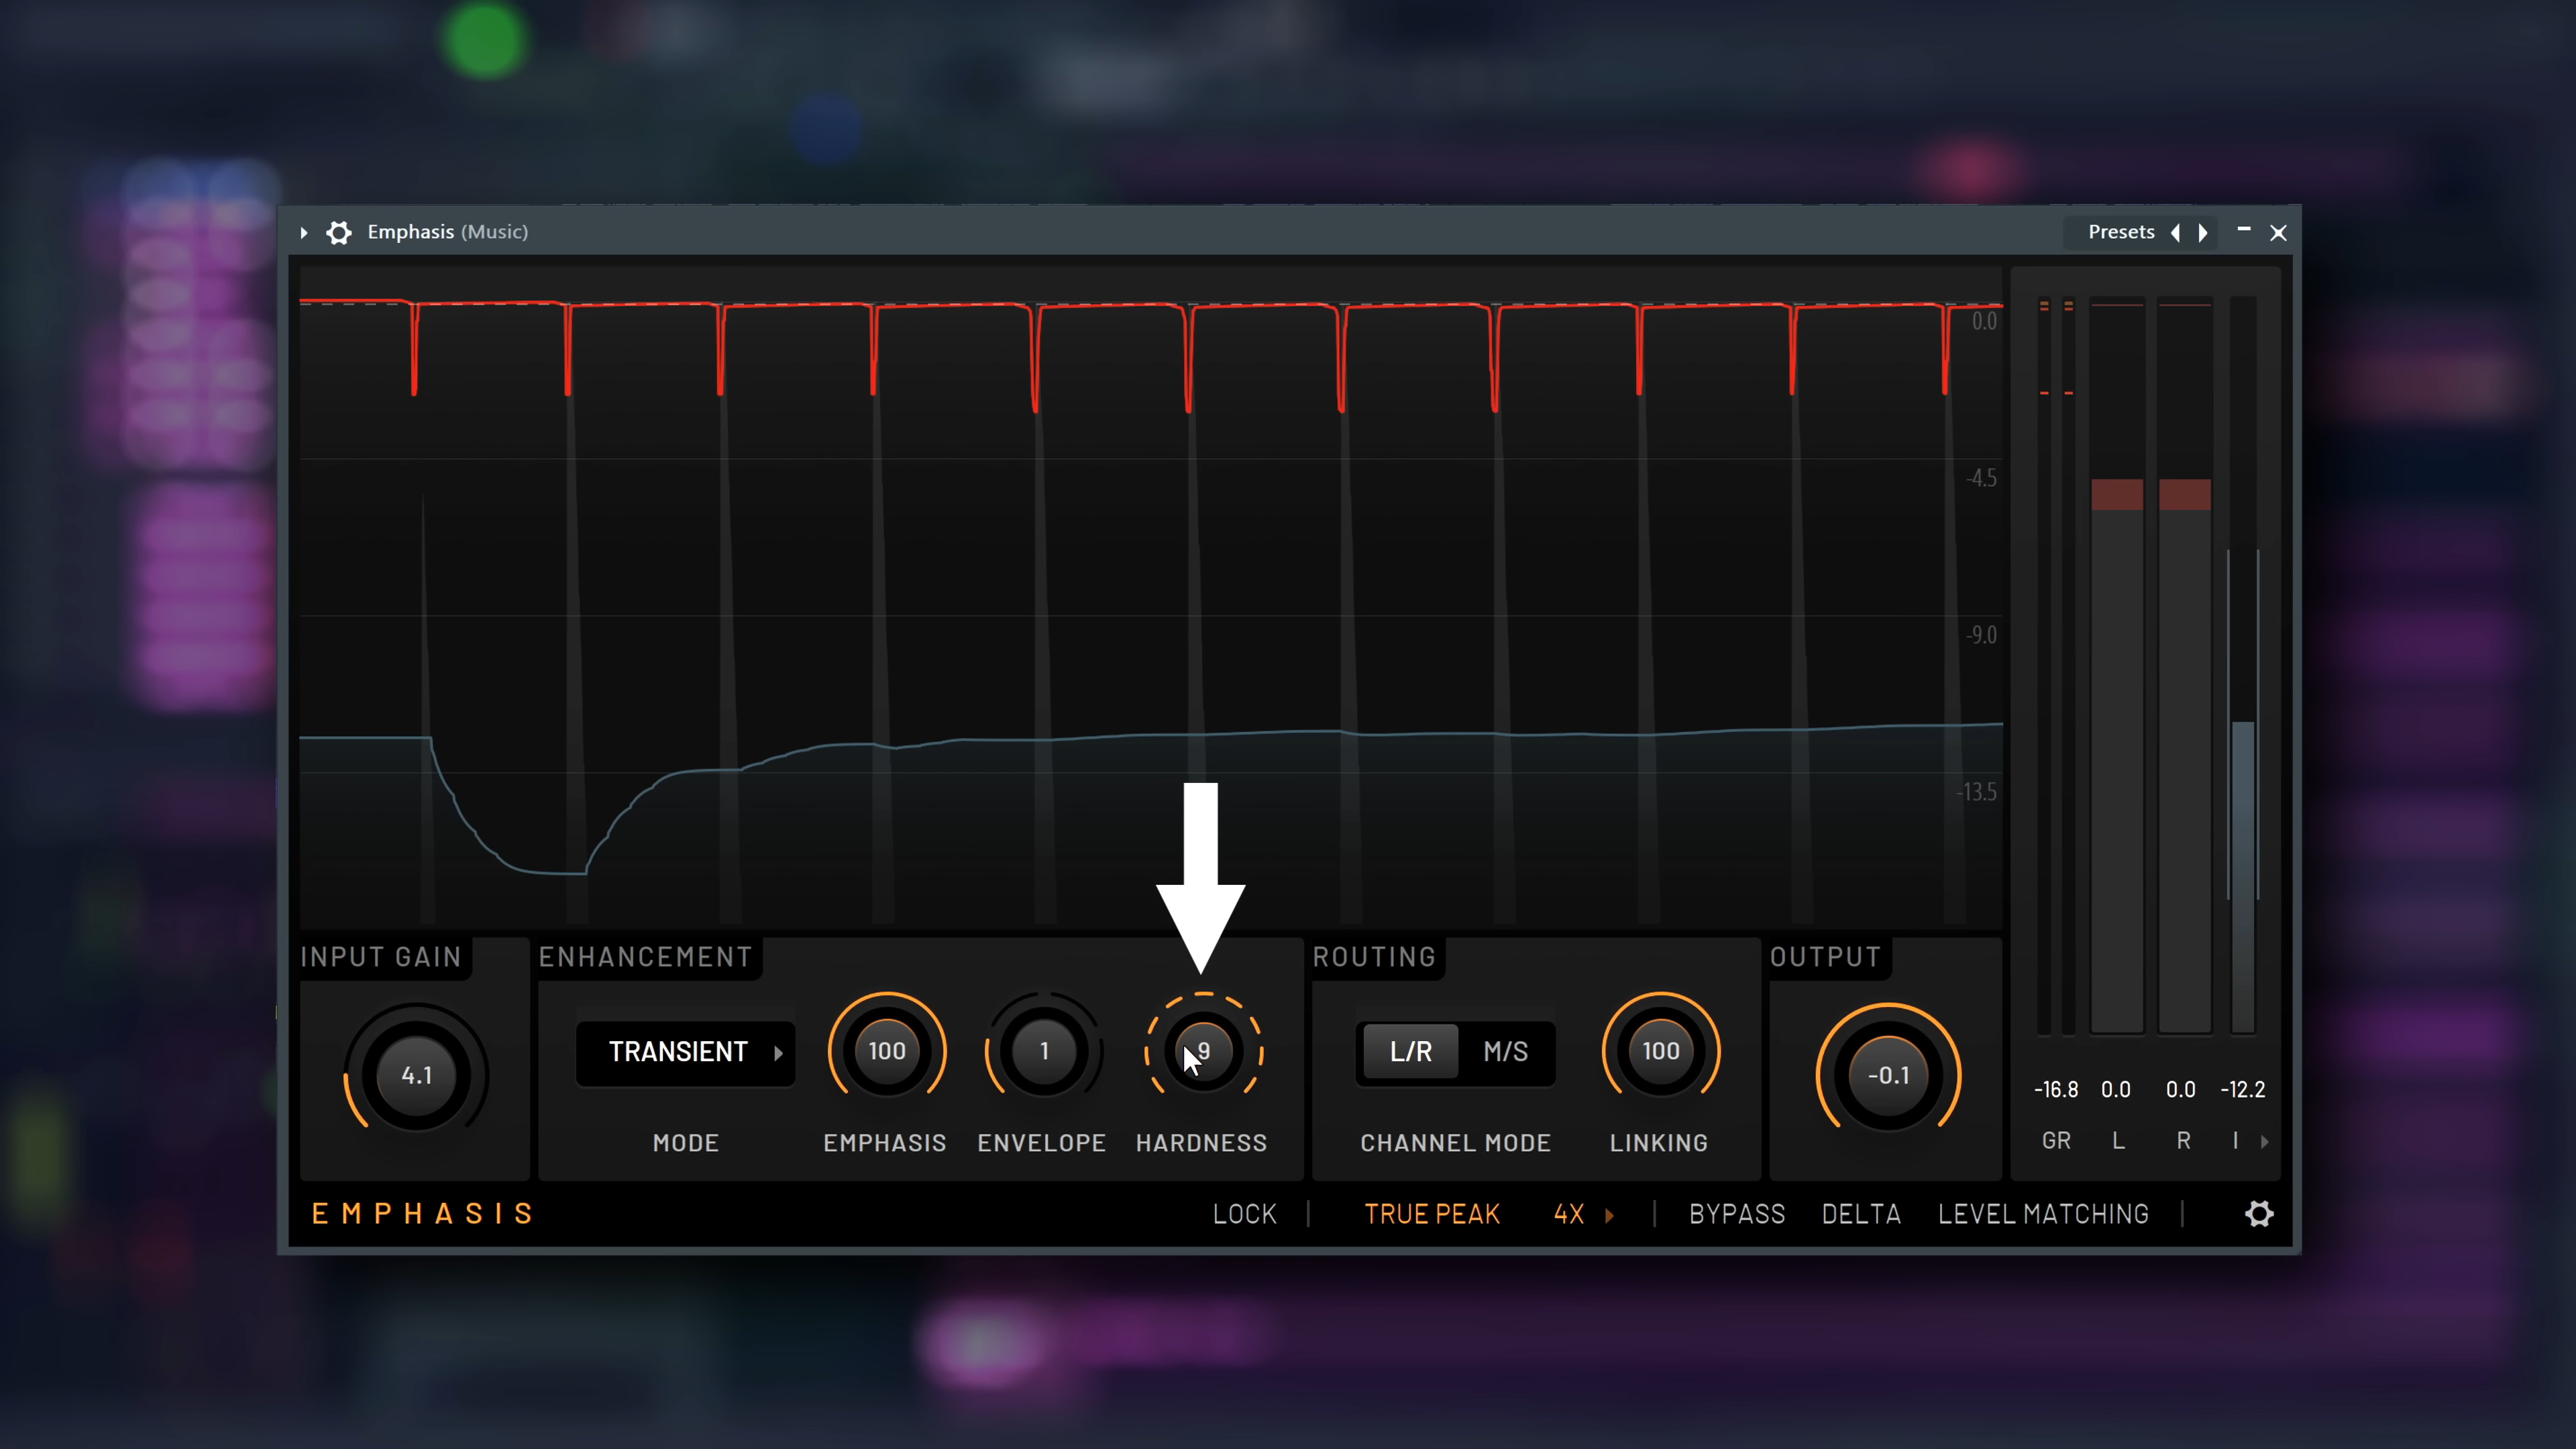 Emphasis (Music)
Presets
0.0
-4.5
-9.0
-13.5
INPUT GAIN
ENHANCEMENT
ROUTING
OUTPUT
4.1
TRANSIENT
100
1
9
L/R
M/S
100
-0.1
MODE
EMPHASIS
ENVELOPE
HARDNESS
CHANNEL MODE
LINKING
-16.8
0.0
0.0
-12.2
GR
L
R
I
EMPHASIS
LOCK
TRUE PEAK
4X
BYPASS
DELTA
LEVEL MATCHING